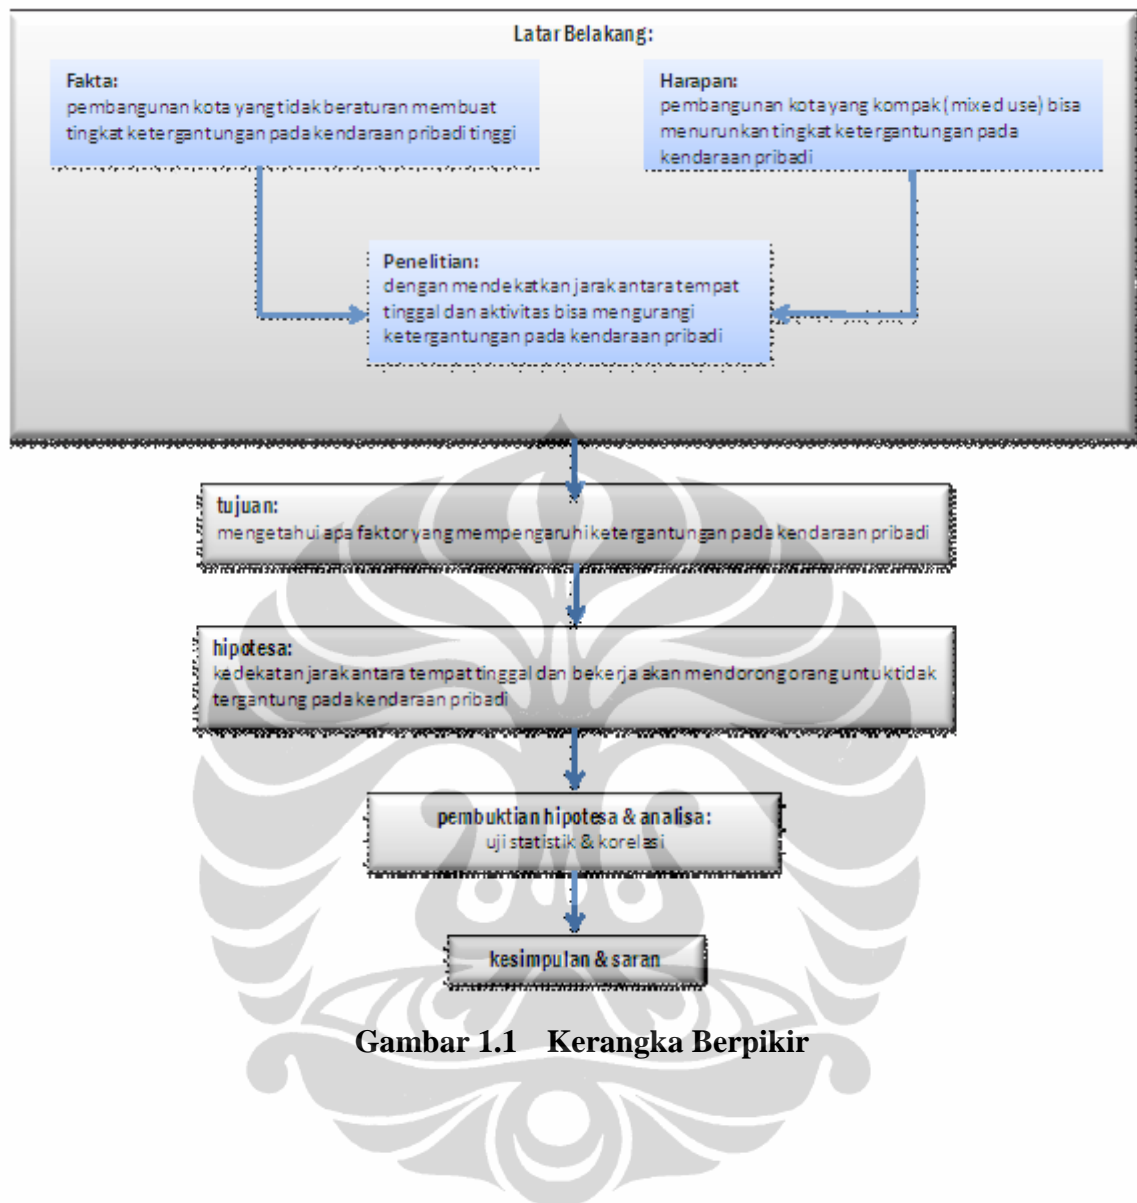 Latar Belakang:
Fakta:
pembangunan kota yang tidak beraturan membuat
tingkat ketergantungan pada kendaraan pribadi tinggi
Harapan:
pembangunan kota yang kompak (mixed use) bisa
menurunkan tingkat ketergantungan pada
kendaraan pribadi
Penelitian:
dengan mendekatkan jarak antara tempat
tinggal dan aktivitas bisa mengurangi
ketergantungan pada kendaraan pribadi
tujuan:
mengetahui apa faktor yang mempengaruhi ketergantungan pada kendaraan pribadi
hipotesa:
kedekatan jarak antara tempat tinggal dan bekerja akan mendorong orang untuk tidak
tergantung pada kendaraan pribadi
pembuktian hipotesa & analisa:
uji statistik & korelasi
kesimpulan & saran
Gambar 1.1 Kerangka Berpikir